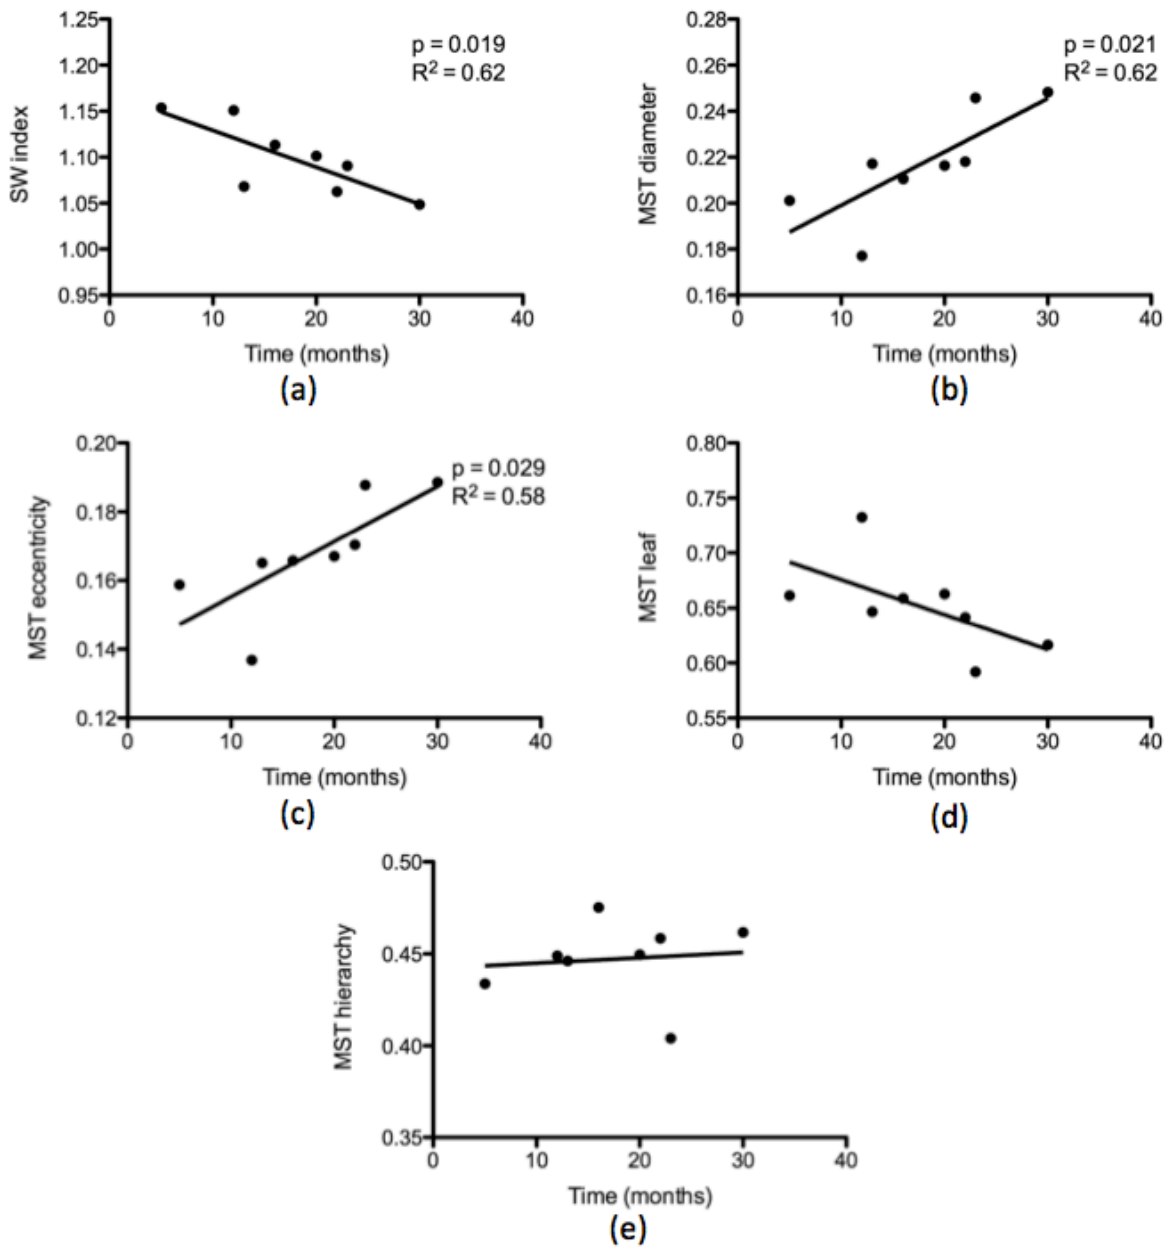 1.25
1.20
1.15
1.10
1.05
1.00
0.95
SW index
p = 0.019
R² = 0.62
0 10 20 30 40
Time (months)
(a)
0.28
0.26
0.24
0.22
0.20
0.18
0.16
MST diameter
p = 0.021
R² = 0.62
0 10 20 30 40
Time (months)
(b)
0.20
0.18
0.16
0.14
0.12
MST eccentricity
p = 0.029
R² = 0.58
0 10 20 30 40
Time (months)
(c)
0.80
0.75
0.70
0.65
0.60
0.55
MST leaf
0 10 20 30 40
Time (months)
(d)
0.50
0.45
0.40
0.35
MST hierarchy
0 10 20 30 40
Time (months)
(e)